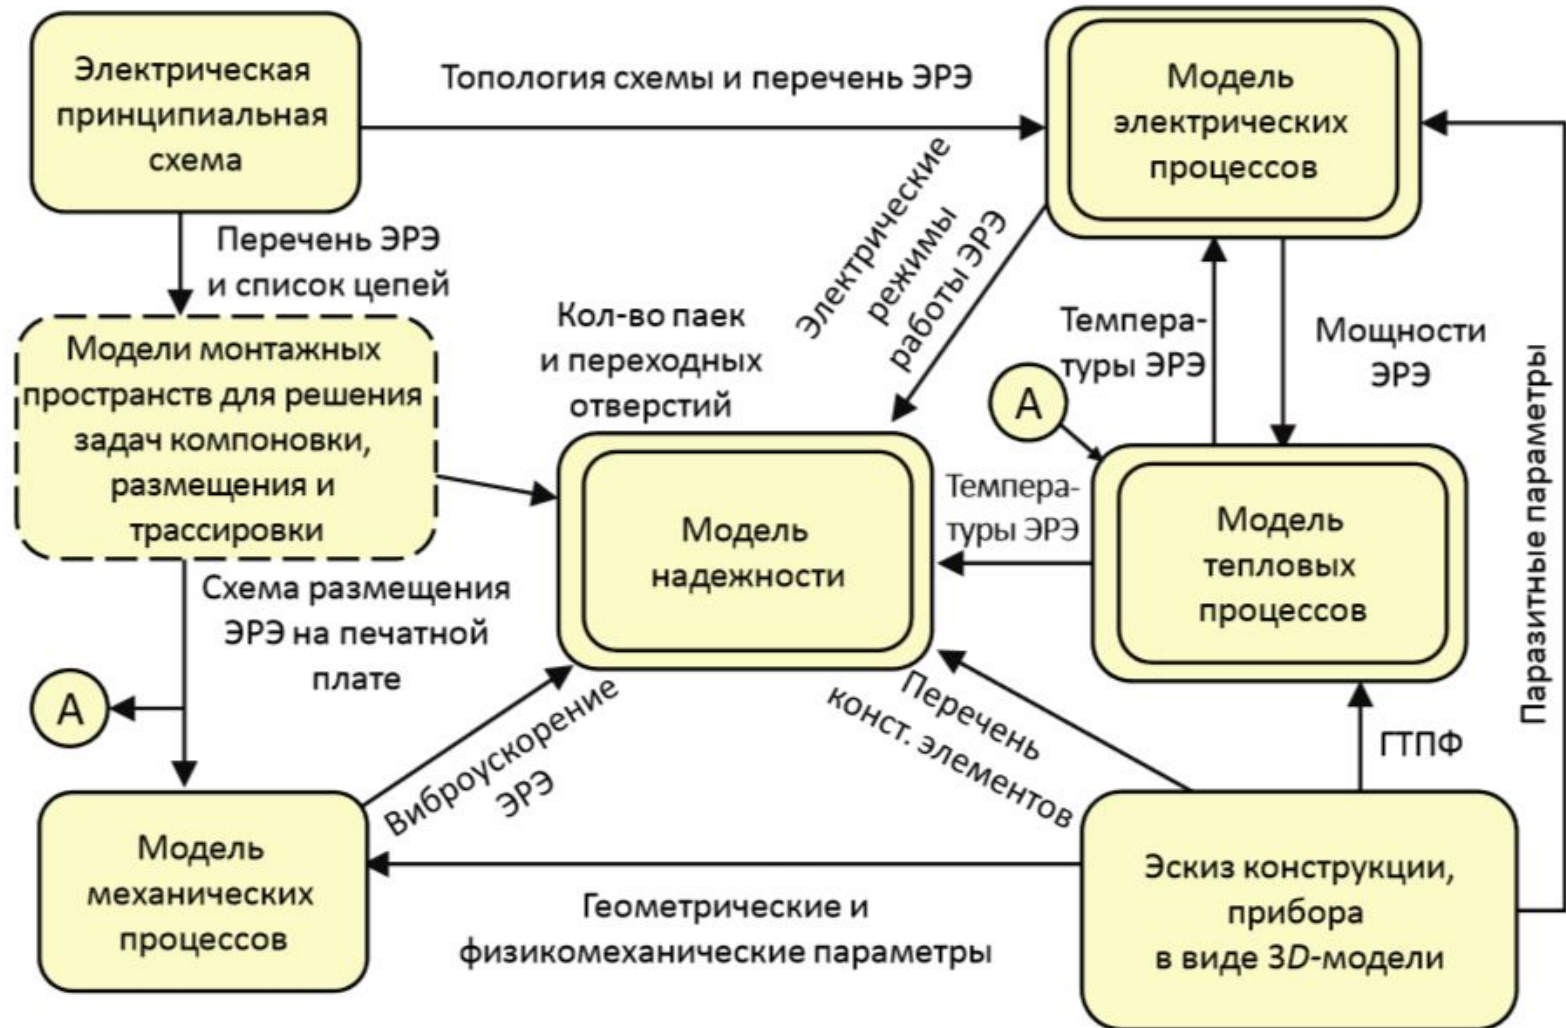 Электрическая
принципиальная
схема
Топология схемы и перечень ЭРЭ
Модель
электрических
процессов
Перечень ЭРЭ
и список цепей
Электрические
режимы
работы ЭРЭ
Кол-во паек
и переходных
отверстий
Темпера-
туры ЭРЭ
Мощности
ЭРЭ
Паразитные параметры
Модели монтажных
пространств для решения
задач компоновки,
размещения и
трассировки
А
Модель
надежности
Темпера-
туры ЭРЭ
Модель
тепловых
процессов
Схема размещения
ЭРЭ на печатной
плате
А
Виброускорение
ЭРЭ
Перечень
конст. элементов
ГТПФ
Модель
механических
процессов
Геометрические и
физикомеханические параметры
Эскиз конструкции,
прибора
в виде 3D-модели